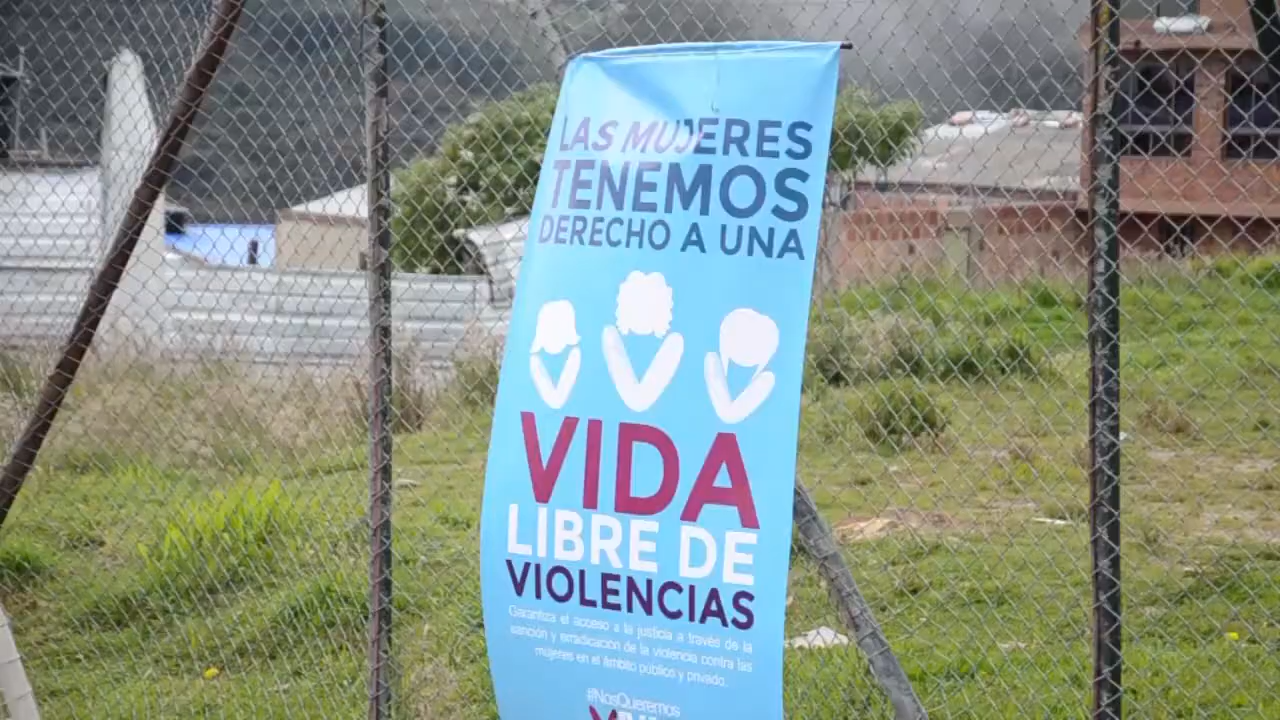 LAS MUJERES
TENEMOS
DERECHO A UNA
VIDA
LIBRE DE
VIOLENCIAS
Garantiza el acceso a la justicia a través de la
sanción y erradicación de la violencia contra las
mujeres en el ámbito público y privado.
#NosQueremos